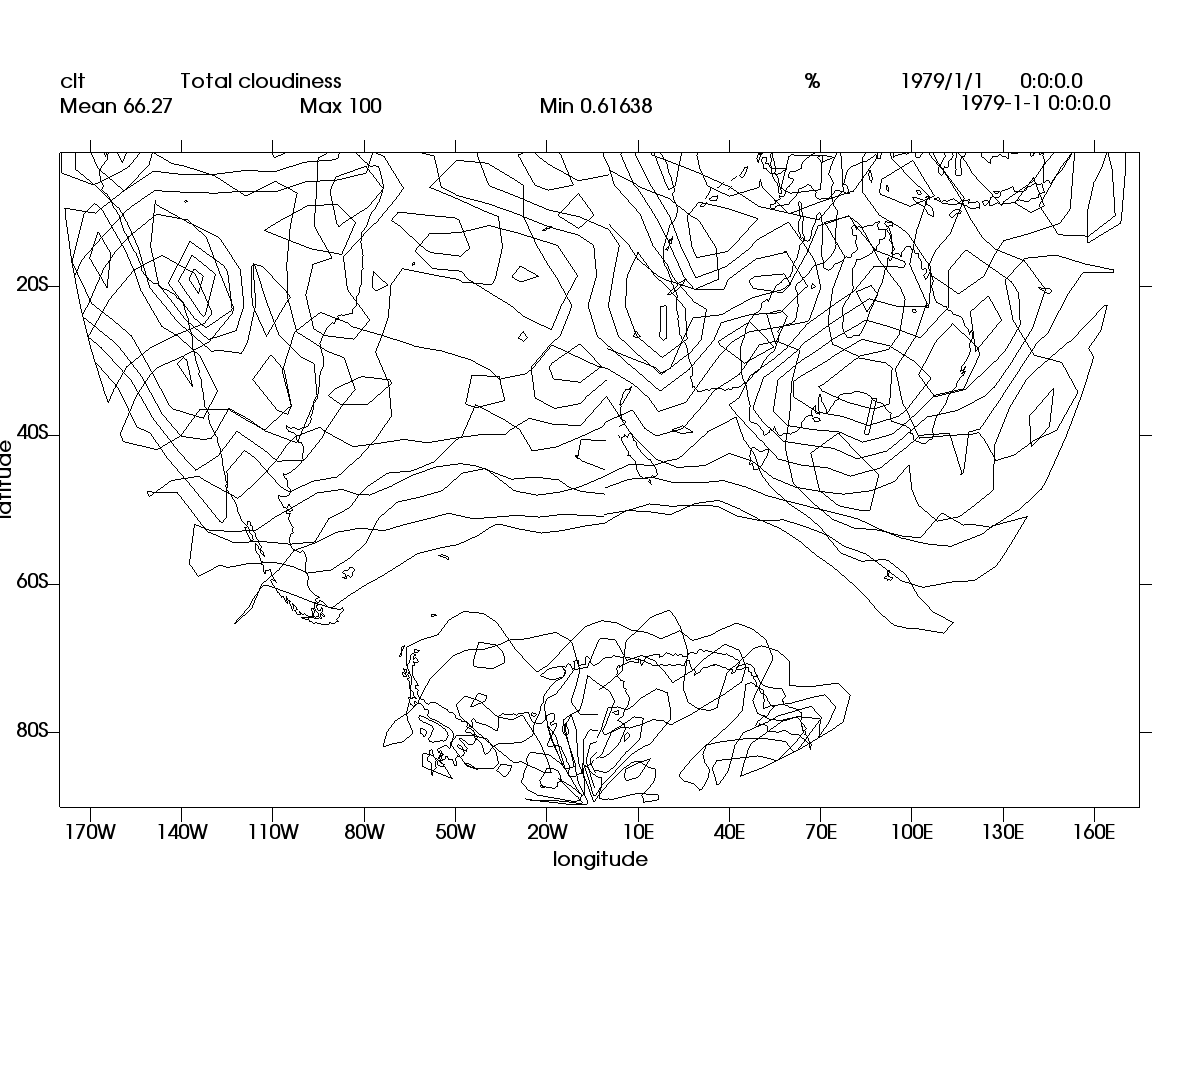 clt Total cloudiness % 1979/1/1 0:0:0.0
Mean 66.27 Max 100 Min 0.61638 1979-1-1 0:0:0.0
20S
40S
latitude
60S
80S
170W 140W 110W 80W 50W 20W 10E 40E 70E 100E 130E 160E
longitude